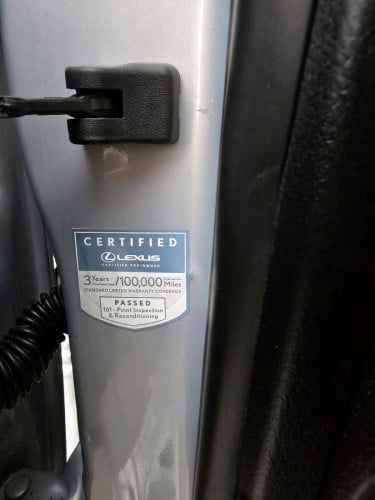 CERTIFIED
LEXUS
CERTIFIED PRE-OWNED
3 Years /100,000 Miles
STANDARD LIMITED WARRANTY COVERAGE
PASSED
161 - Point Inspection
& Reconditioning